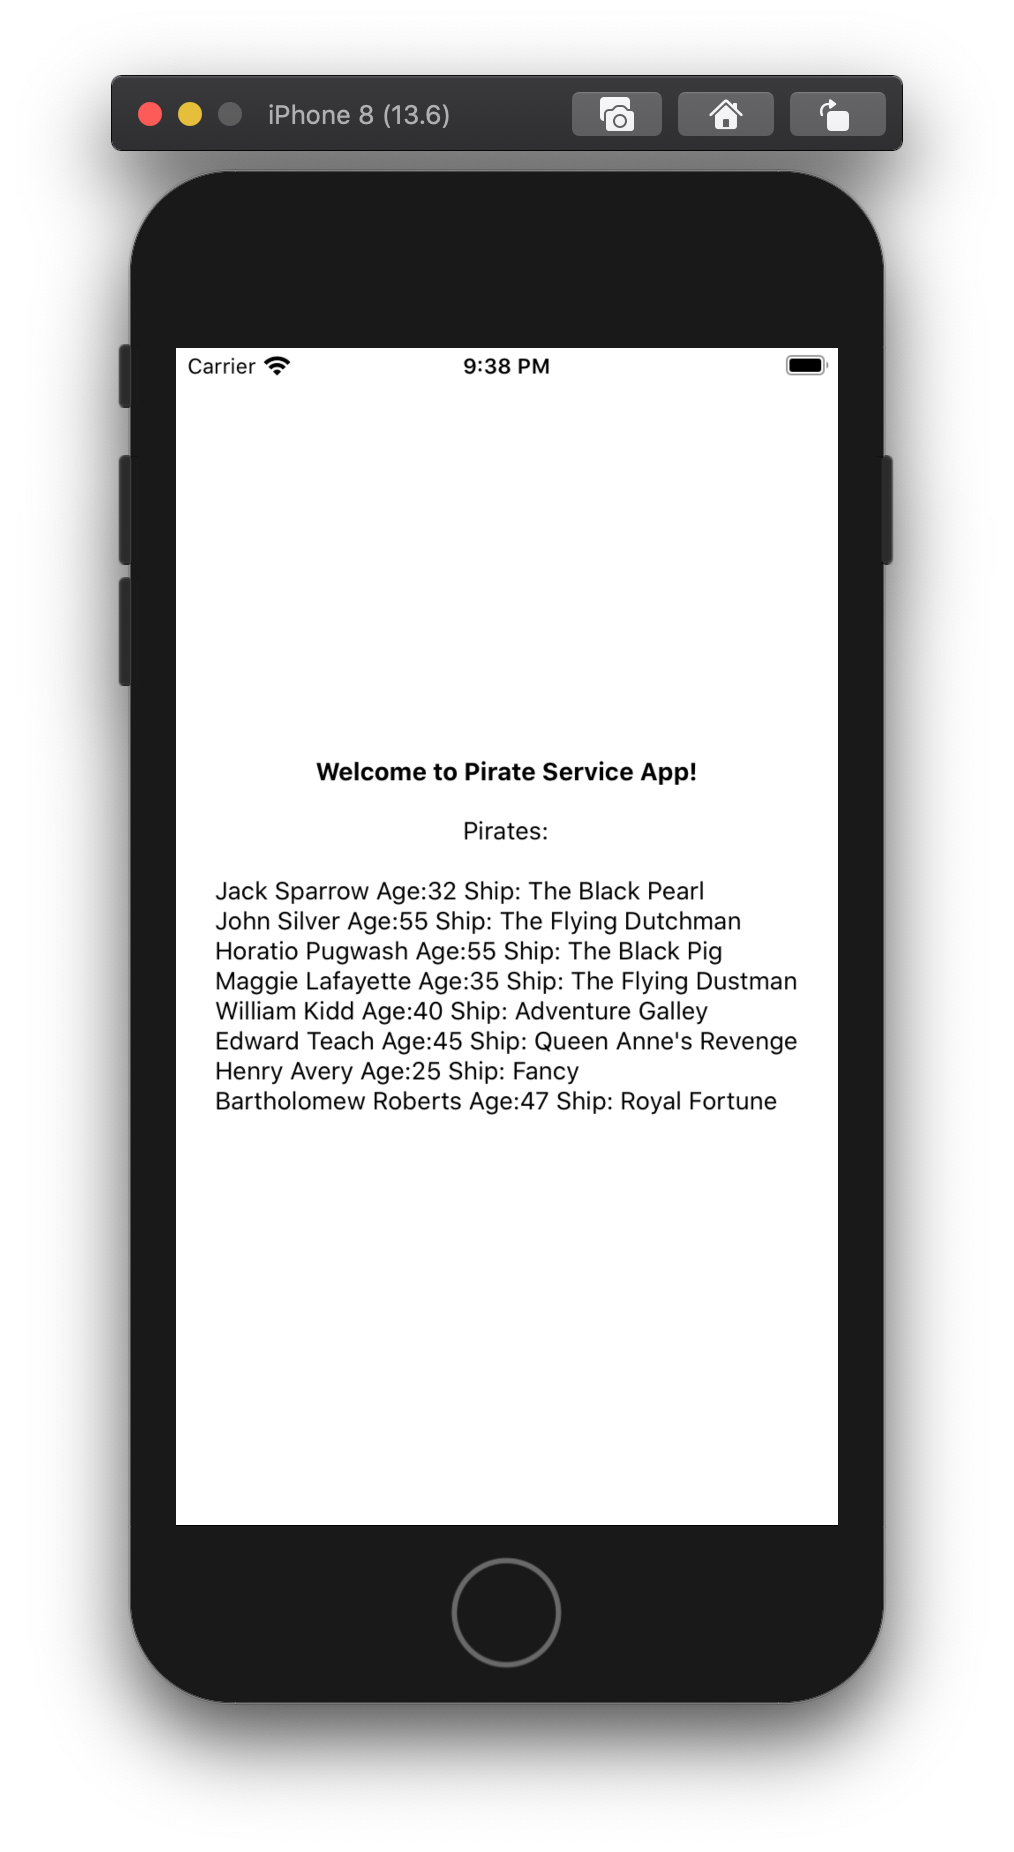 iPhone 8 (13.6)
Carrier 9:38 PM
Welcome to Pirate Service App!
Pirates:
Jack Sparrow Age:32 Ship: The Black Pearl
John Silver Age:55 Ship: The Flying Dutchman
Horatio Pugwash Age:55 Ship: The Black Pig
Maggie Lafayette Age:35 Ship: The Flying Dustman
William Kidd Age:40 Ship: Adventure Galley
Edward Teach Age:45 Ship: Queen Anne's Revenge
Henry Avery Age:25 Ship: Fancy
Bartholomew Roberts Age:47 Ship: Royal Fortune